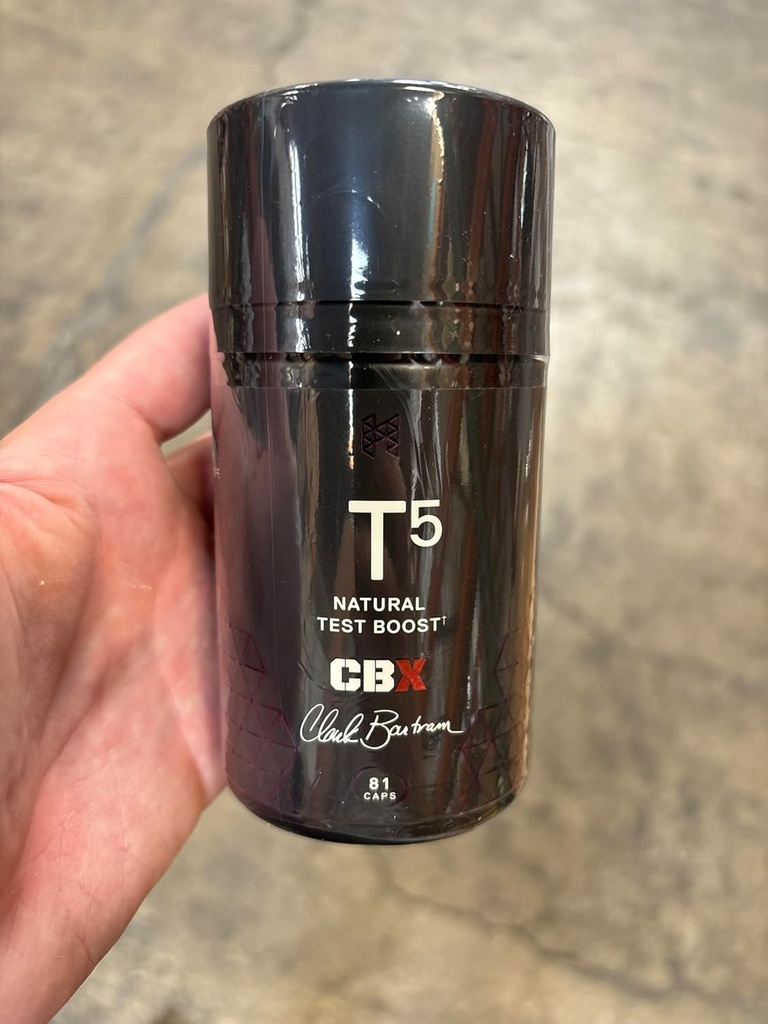 T5
NATURAL
TEST BOOST†
CBX
Clark Bartram
81
CAPS